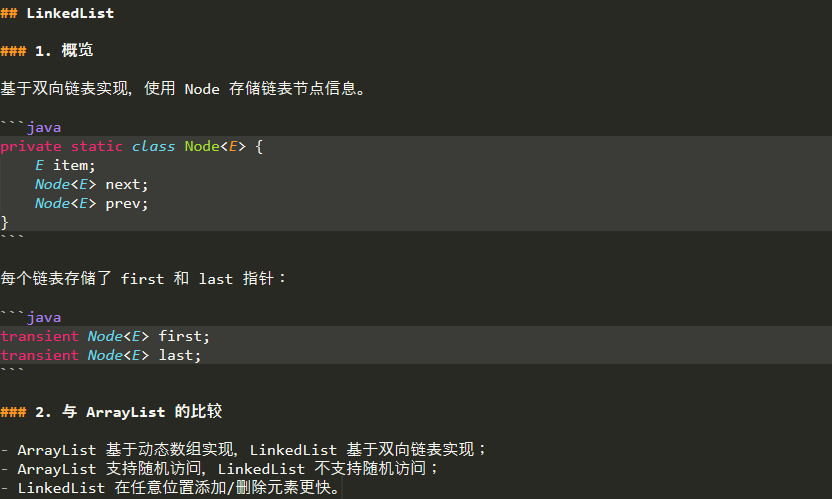 ## LinkedList
### 1. 概览
基于双向链表实现，使用 Node 存储链表节点信息。
```java
private static class Node<E> {
    E item;
    Node<E> next;
    Node<E> prev;
}
```
每个链表存储了 first 和 last 指针：
```java
transient Node<E> first;
transient Node<E> last;
```
### 2. 与 ArrayList 的比较
- ArrayList 基于动态数组实现，LinkedList 基于双向链表实现；
- ArrayList 支持随机访问，LinkedList 不支持随机访问；
- LinkedList 在任意位置添加/删除元素更快。